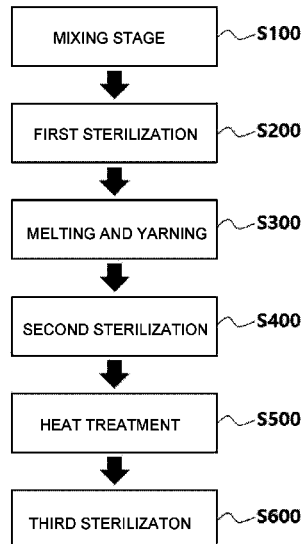 MIXING STAGE S100
FIRST STERILIZATION S200
MELTING AND YARNING S300
SECOND STERILIZATION S400
HEAT TREATMENT S500
THIRD STERILIZATON S600